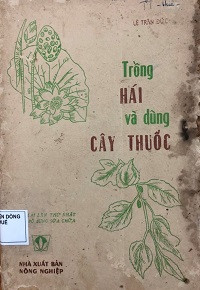 LÊ TRẦN ĐỨC
Trồng
HÁI
và dùng
CÂY THUỐC
NHÀ XUẤT BẢN
NÔNG NGHIỆP